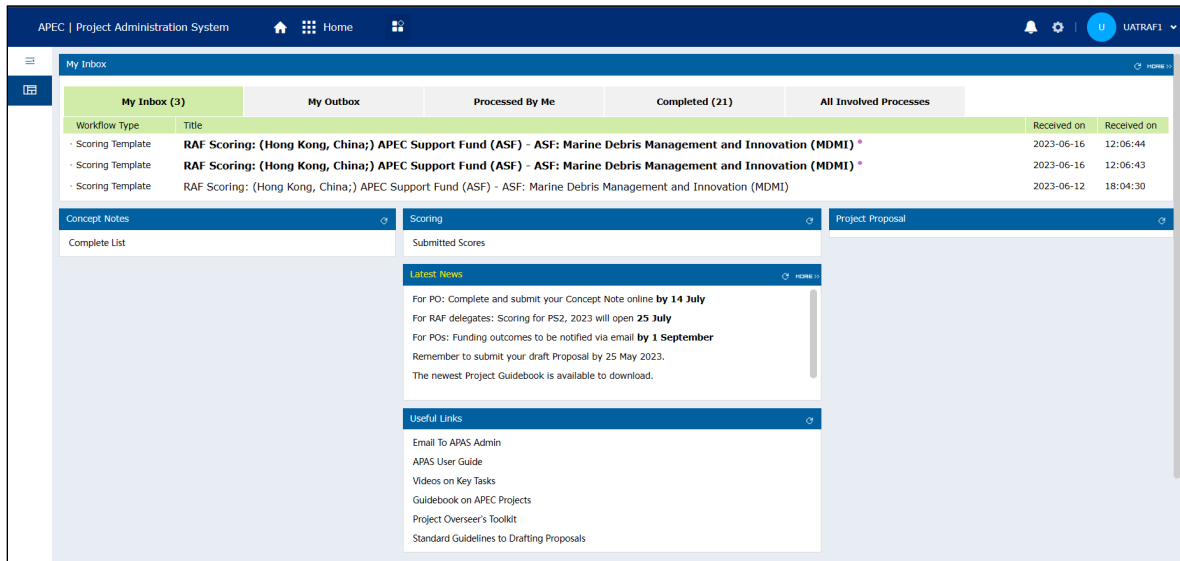 APEC | Project Administration System
Home
U
UATRAF1
My Inbox
MORE >>
My Inbox (3)
My Outbox
Processed By Me
Completed (21)
All Involved Processes
Workflow Type Title Received on Received on
· Scoring Template RAF Scoring: (Hong Kong, China;) APEC Support Fund (ASF) - ASF: Marine Debris Management and Innovation (MDMI) 2023-06-16 12:06:44
· Scoring Template RAF Scoring: (Hong Kong, China;) APEC Support Fund (ASF) - ASF: Marine Debris Management and Innovation (MDMI) 2023-06-16 12:06:43
· Scoring Template RAF Scoring: (Hong Kong, China;) APEC Support Fund (ASF) - ASF: Marine Debris Management and Innovation (MDMI) 2023-06-12 18:04:30
Concept Notes
Complete List
Scoring
Submitted Scores
Project Proposal
Latest News
MORE >>
For PO: Complete and submit your Concept Note online by 14 July
For RAF delegates: Scoring for PS2, 2023 will open 25 July
For POs: Funding outcomes to be notified via email by 1 September
Remember to submit your draft Proposal by 25 May 2023.
The newest Project Guidebook is available to download.
Useful Links
Email To APAS Admin
APAS User Guide
Videos on Key Tasks
Guidebook on APEC Projects
Project Overseer's Toolkit
Standard Guidelines to Drafting Proposals